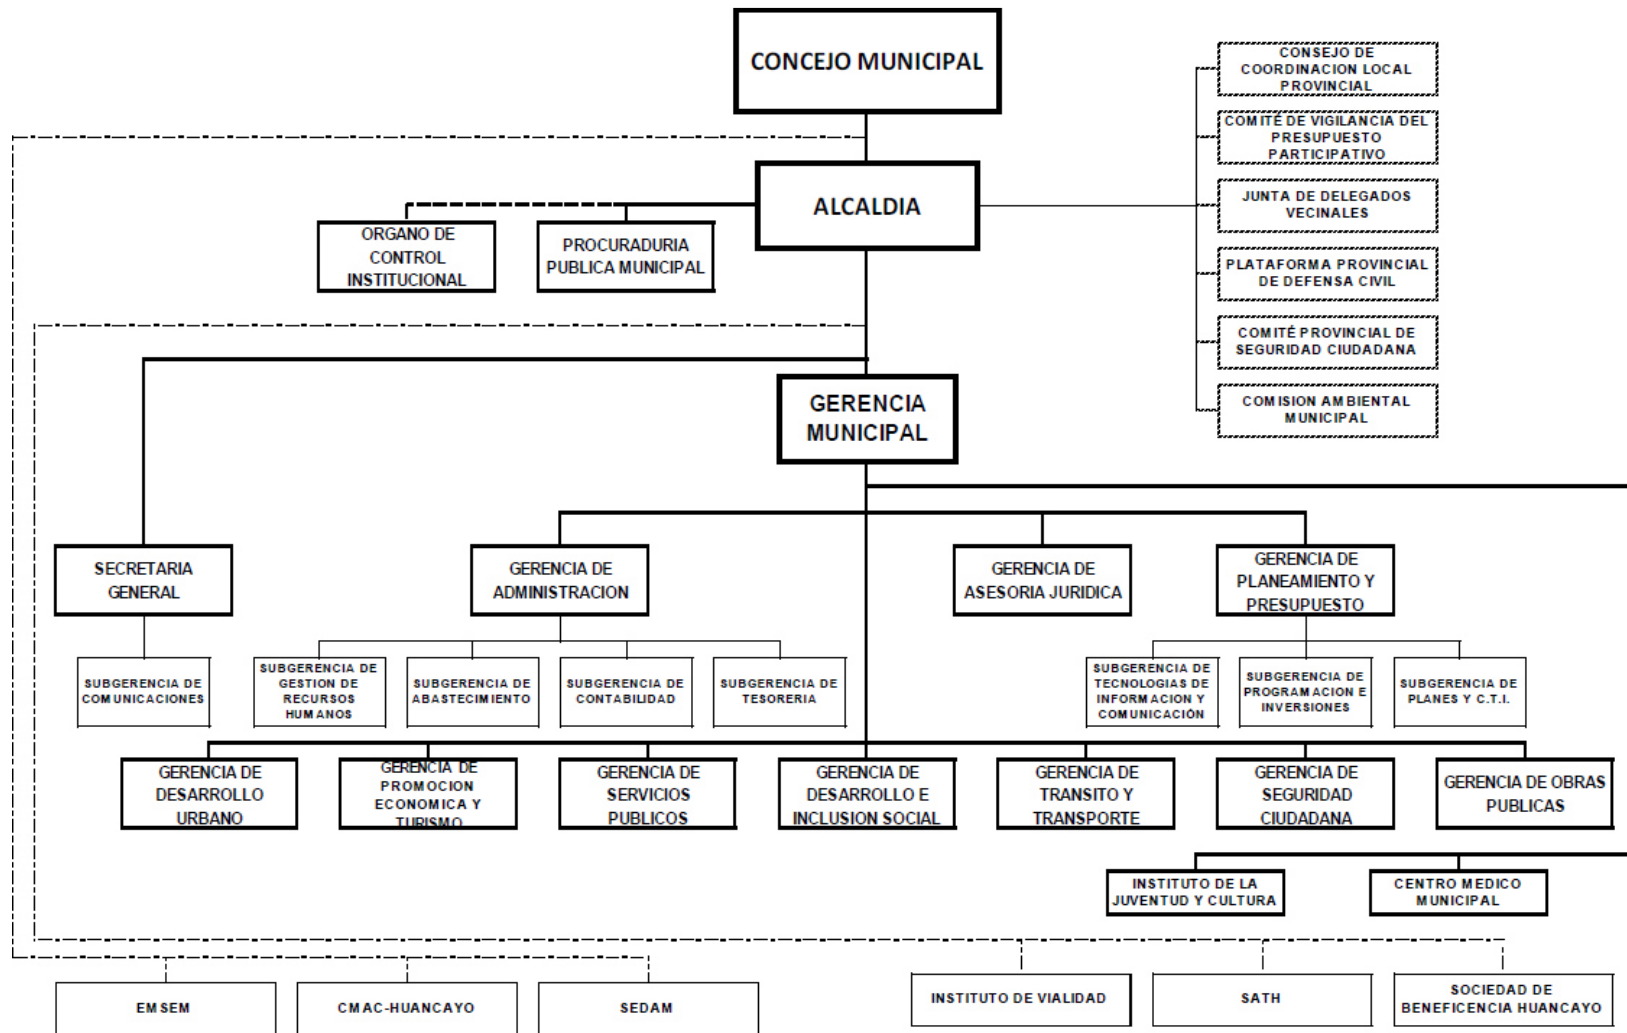 CONCEJO MUNICIPAL
CONSEJO DE
COORDINACION LOCAL
PROVINCIAL
COMITÉ DE VIGILANCIA DEL
PRESUPUESTO
PARTICIPATIVO
ALCALDIA
JUNTA DE DELEGADOS
VECINALES
ORGANO DE
CONTROL
INSTITUCIONAL
PROCURADURIA
PUBLICA MUNICIPAL
PLATAFORMA PROVINCIAL
DE DEFENSA CIVIL
COMITÉ PROVINCIAL DE
SEGURIDAD CIUDADANA
GERENCIA
MUNICIPAL
COMISION AMBIENTAL
MUNICIPAL
SECRETARIA
GENERAL
GERENCIA DE
ADMINISTRACION
GERENCIA DE
ASESORIA JURIDICA
GERENCIA DE
PLANEAMIENTO Y
PRESUPUESTO
SUBGERENCIA DE
COMUNICACIONES
SUBGERENCIA DE
GESTION DE
RECURSOS
HUMANOS
SUBGERENCIA DE
ABASTECIMIENTO
SUBGERENCIA DE
CONTABILIDAD
SUBGERENCIA DE
TESORERIA
SUBGERENCIA DE
TECNOLOGIAS DE
INFORMACION Y
COMUNICACIÓN
SUBGERENCIA DE
PROGRAMACION E
INVERSIONES
SUBGERENCIA DE
PLANES Y C.T.I.
GERENCIA DE
DESARROLLO
URBANO
GERENCIA DE
PROMOCION
ECONOMICA Y
TURISMO
GERENCIA DE
SERVICIOS
PUBLICOS
GERENCIA DE
DESARROLLO E
INCLUSION SOCIAL
GERENCIA DE
TRANSITO Y
TRANSPORTE
GERENCIA DE
SEGURIDAD
CIUDADANA
GERENCIA DE OBRAS
PUBLICAS
INSTITUTO DE LA
JUVENTUD Y CULTURA
CENTRO MEDICO
MUNICIPAL
EMSEM
CMAC-HUANCAYO
SEDAM
INSTITUTO DE VIALIDAD
SATH
SOCIEDAD DE
BENEFICENCIA HUANCAYO